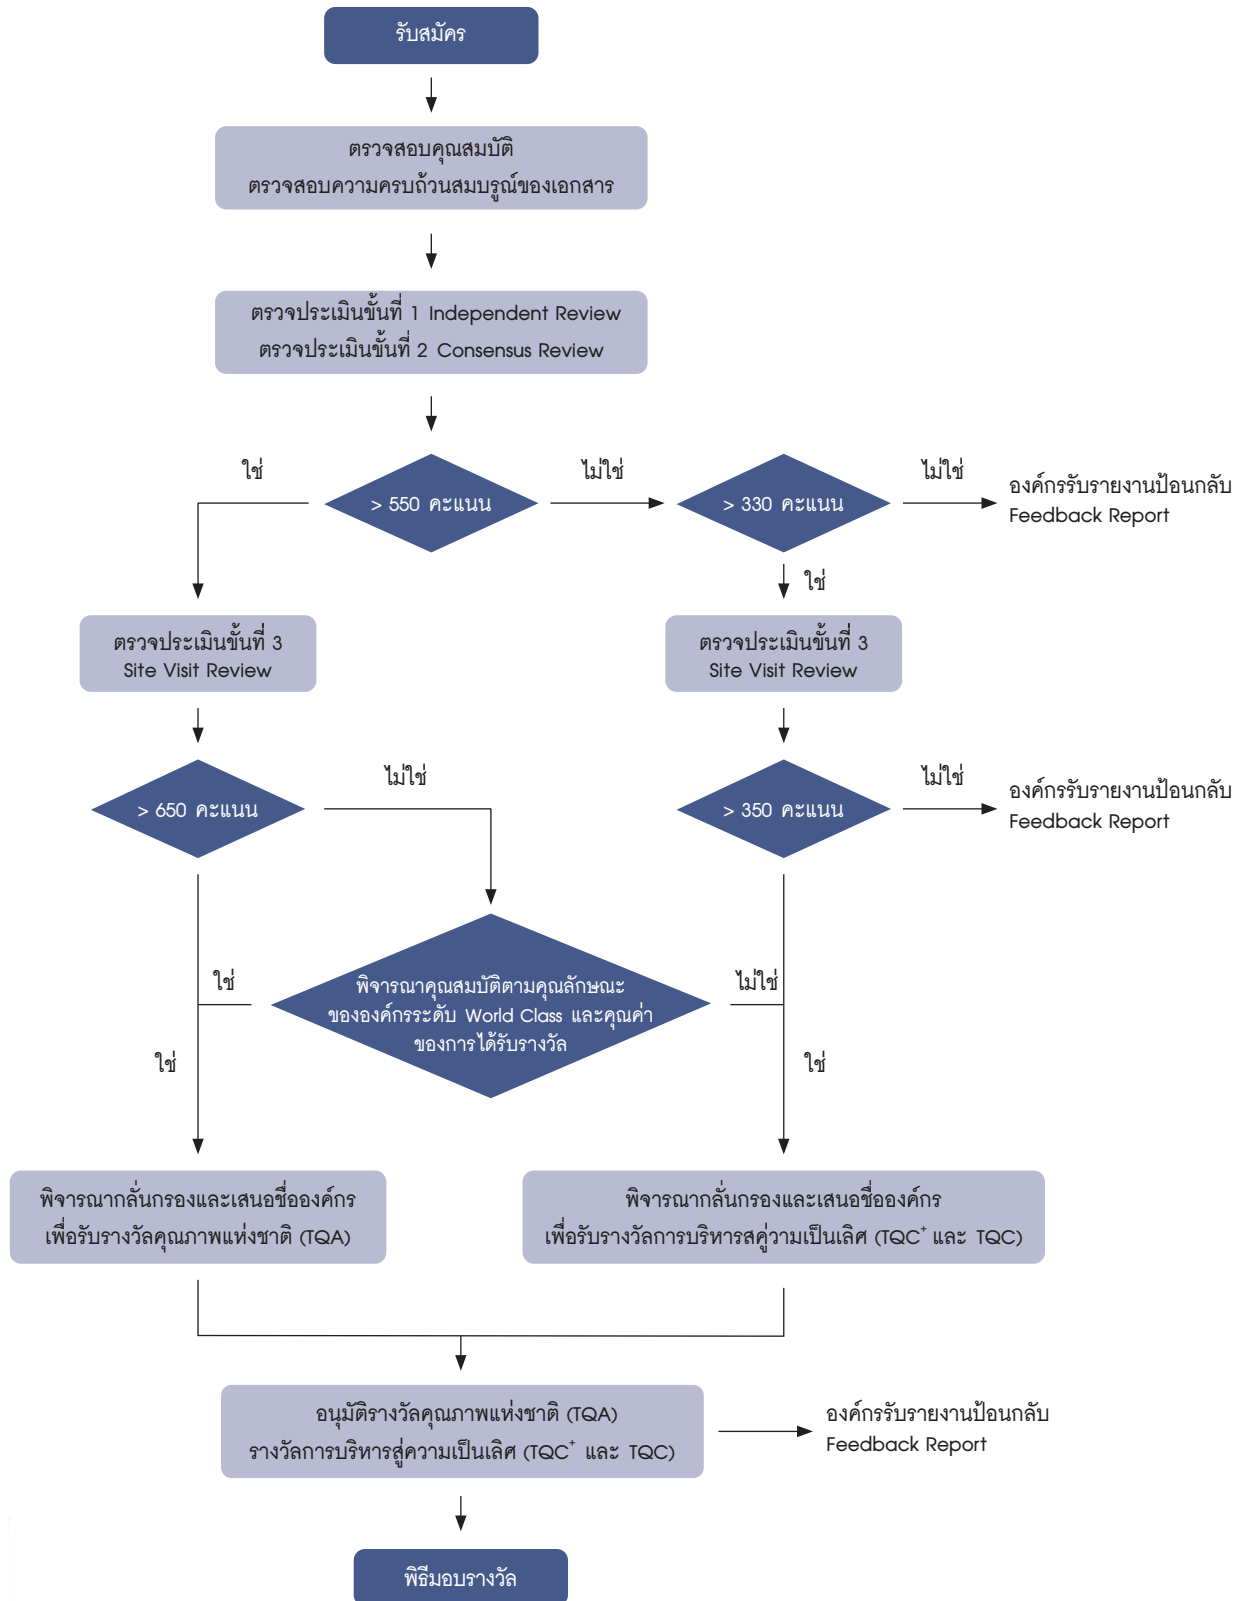 รับสมัคร
ตรวจสอบคุณสมบัติ
ตรวจสอบความครบถ้วนสมบรูณ์ของเอกสาร
ตรวจประเมินขั้นที่ 1 Independent Review
ตรวจประเมินขั้นที่ 2 Consensus Review
ใช่
> 550 คะแนน
ไม่ใช่
> 330 คะแนน
ไม่ใช่
องค์กรรับรายงานป้อนกลับ
Feedback Report
ใช่
ตรวจประเมินขั้นที่ 3
Site Visit Review
ตรวจประเมินขั้นที่ 3
Site Visit Review
> 650 คะแนน
ไม่ใช่
> 350 คะแนน
ไม่ใช่
องค์กรรับรายงานป้อนกลับ
Feedback Report
ใช่
พิจารณาคุณสมบัติตามคุณลักษณะ
ขององค์กรระดับ World Class และคุณค่า
ของการได้รับรางวัล
ไม่ใช่
ใช่
ใช่
พิจารณากลั่นกรองและเสนอชื่อองค์กร
เพื่อรับรางวัลคุณภาพแห่งชาติ (TQA)
พิจารณากลั่นกรองและเสนอชื่อองค์กร
เพื่อรับรางวัลการบริหารสคู่วามเป็นเลิศ (TQC⁺ และ TQC)
อนุมัติรางวัลคุณภาพแห่งชาติ (TQA)
รางวัลการบริหารสู่ความเป็นเลิศ (TQC⁺ และ TQC)
องค์กรรับรายงานป้อนกลับ
Feedback Report
พิธีมอบรางวัล